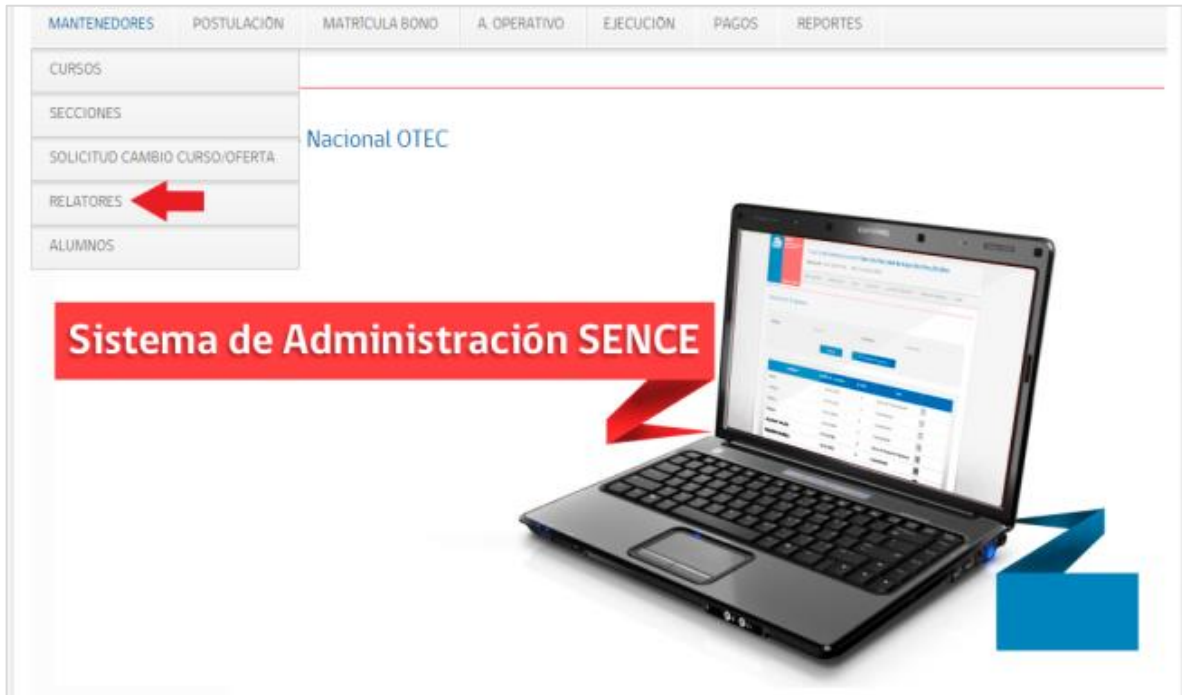 MANTENEDORES POSTULACIÓN MATRÍCULA BONO A. OPERATIVO EJECUCIÓN PAGOS REPORTES
CURSOS
SECCIONES
Nacional OTEC
SOLICITUD CAMBIO CURSO/OFERTA
RELATORES
ALUMNOS
Sistema de Administración SENCE